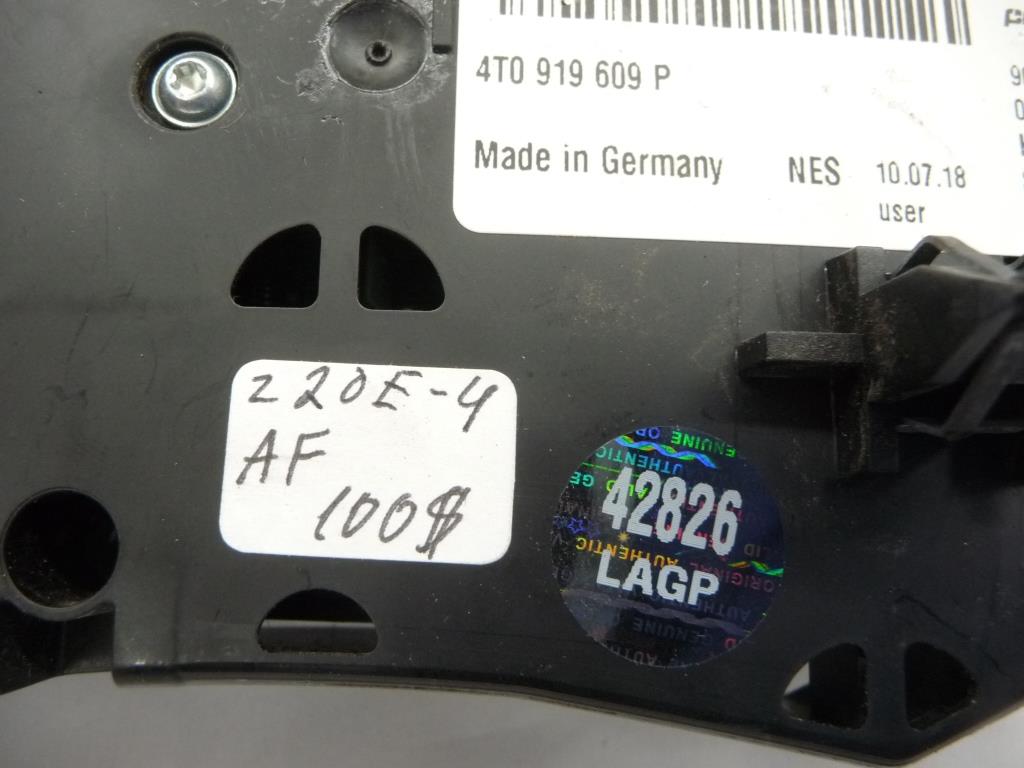 4T0 919 609 P
Made in Germany NES 10.07.18
user
220E-4
AF
100$
42826
LAGP